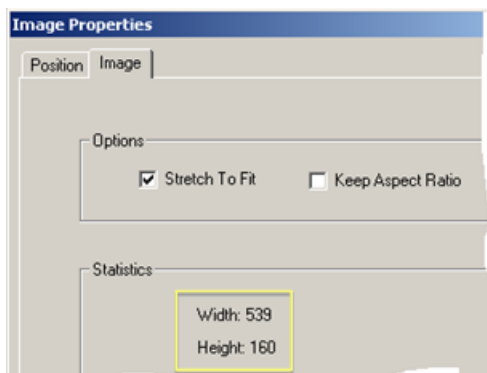 Image Properties
Position Image
Options
Stretch To Fit Keep Aspect Ratio
Statistics
Width: 539
Height: 160